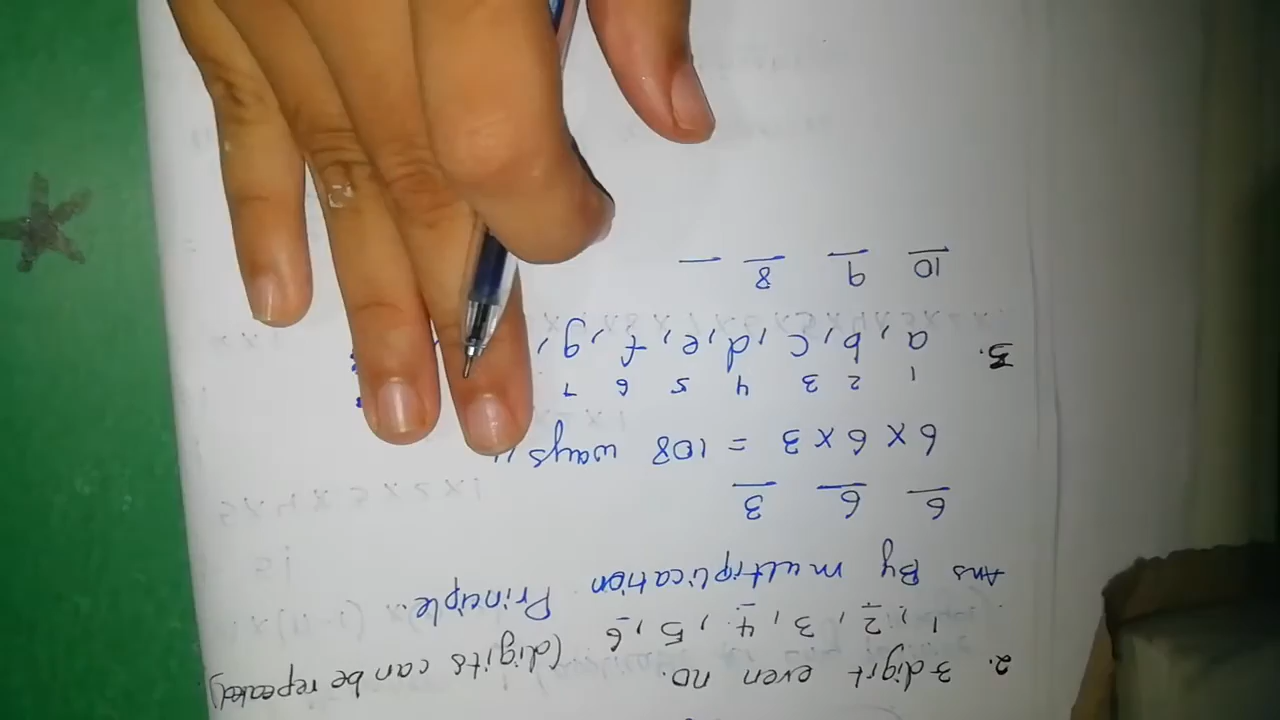 2. 3 digit even no. (digits can be repeated)
1, 2, 3, 4, 5, 6
Ans By multiplication Principle.
6 6 3
6 x 6 x 3 = 108 ways
1 2 3 4 5 6 7
3. a, b, c, d, e, f, g,
10 9 8